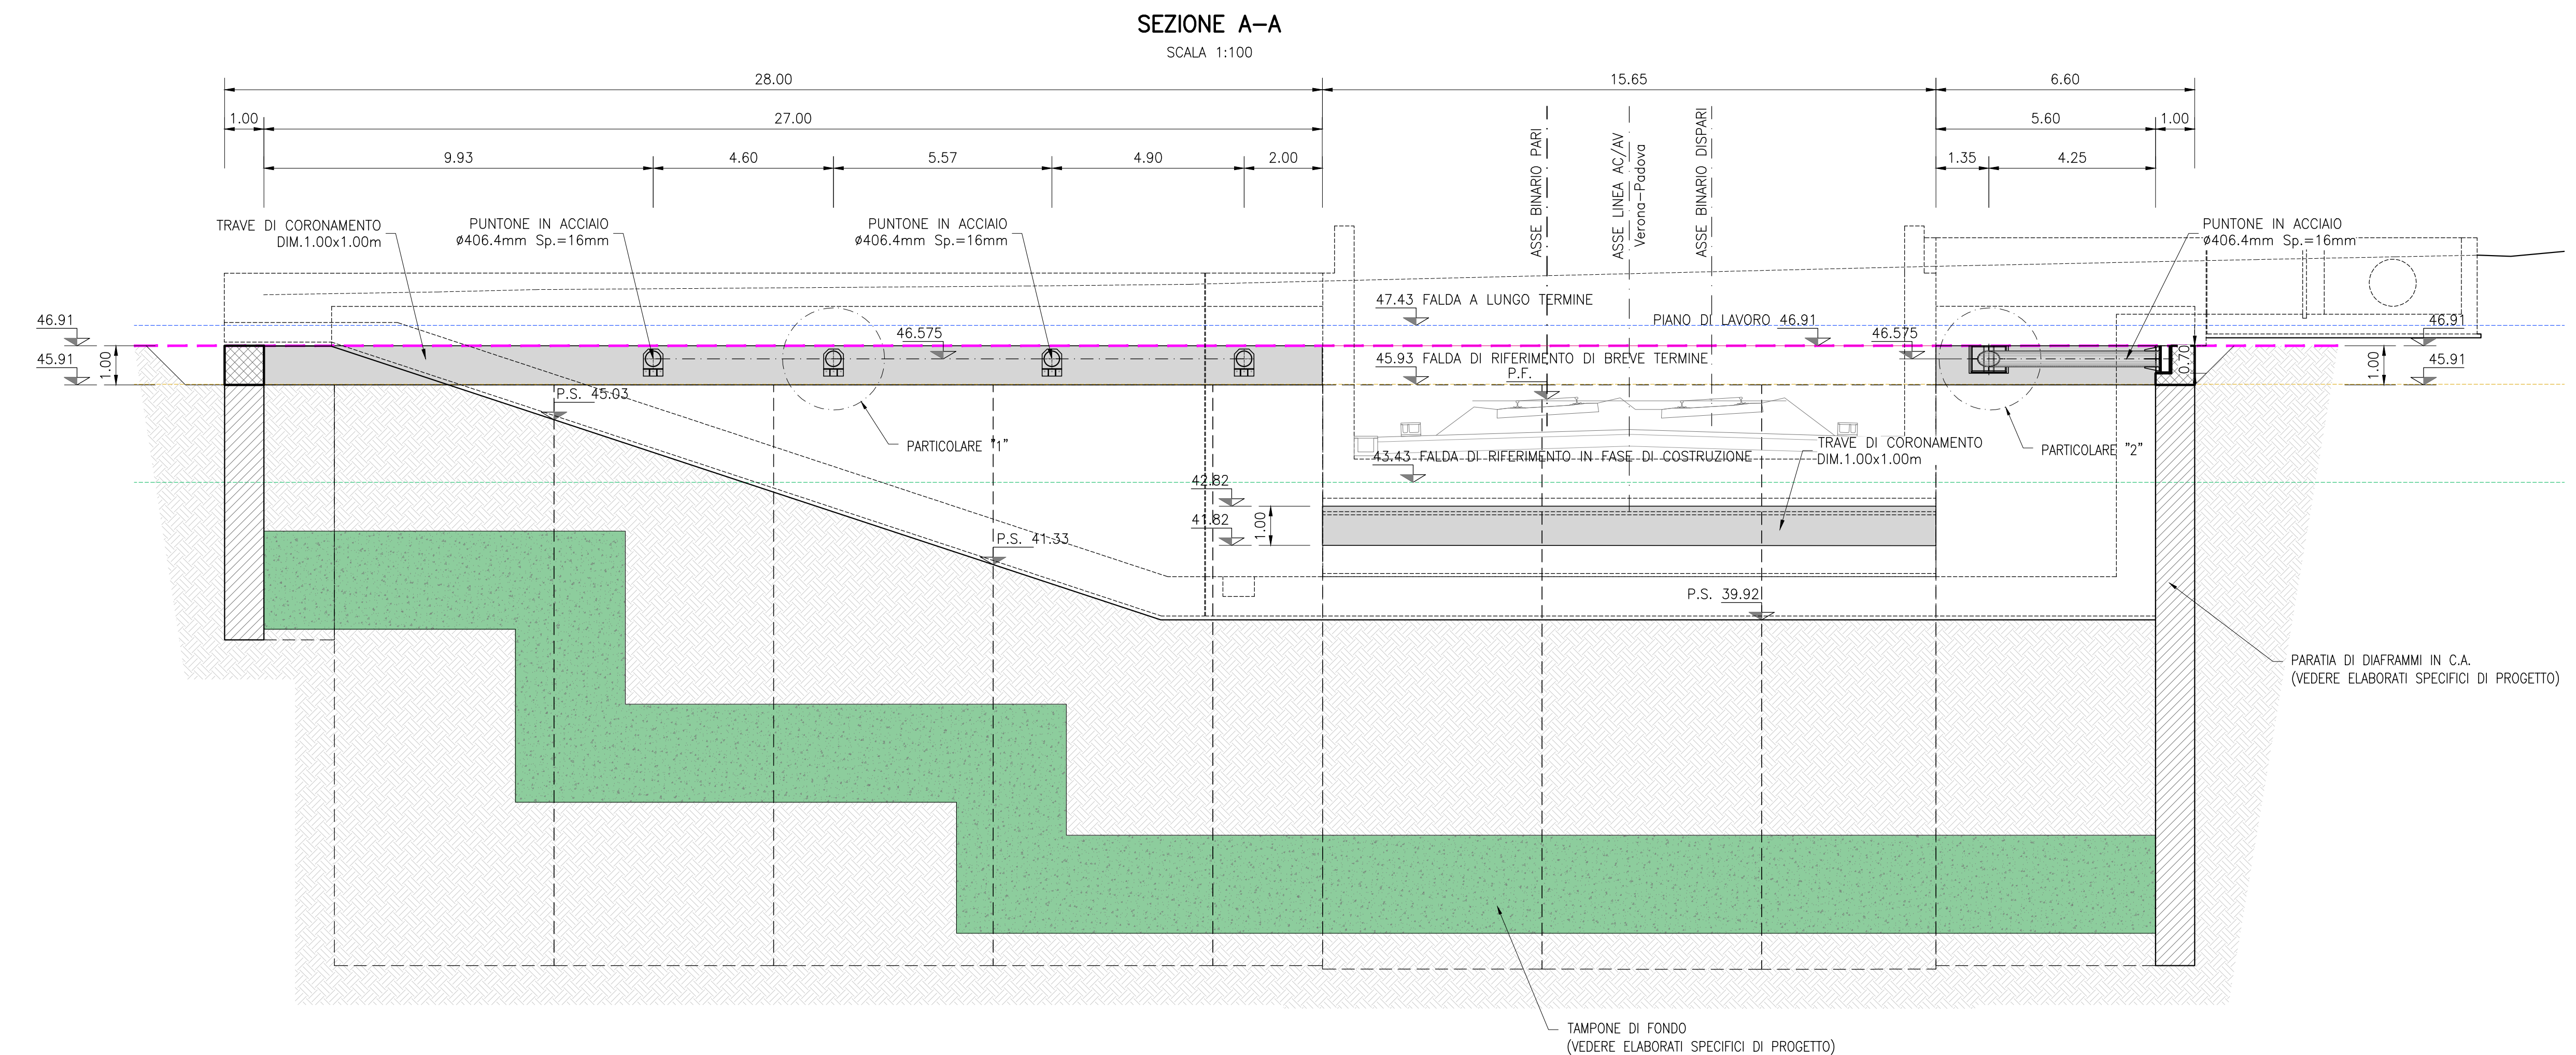 SEZIONE A–A
SCALA 1:100
28.00
15.65
6.60
1.00
27.00
5.60
1.00
9.93
4.60
5.57
4.90
2.00
1.35
4.25
ASSE BINARIO PARI
ASSE LINEA AC/AV
Verona–Padova
ASSE BINARIO DISPARI
TRAVE DI CORONAMENTO
DIM.1.00x1.00m
PUNTONE IN ACCIAIO
ø406.4mm Sp.=16mm
PUNTONE IN ACCIAIO
ø406.4mm Sp.=16mm
PUNTONE IN ACCIAIO
ø406.4mm Sp.=16mm
47.43 FALDA A LUNGO TERMINE
PIANO DI LAVORO 46.91
46.91
46.575
46.575
46.91
45.91
1.00
45.93 FALDA DI RIFERIMENTO DI BREVE TERMINE
P.F.
0.70
1.00
45.91
P.S. 45.03
PARTICOLARE "1"
PARTICOLARE "2"
TRAVE DI CORONAMENTO
DIM.1.00x1.00m
43.43 FALDA DI RIFERIMENTO IN FASE DI COSTRUZIONE
42.82
41.82
1.00
P.S. 41.33
P.S. 39.92
PARATIA DI DIAFRAMMI IN C.A.
(VEDERE ELABORATI SPECIFICI DI PROGETTO)
TAMPONE DI FONDO
(VEDERE ELABORATI SPECIFICI DI PROGETTO)